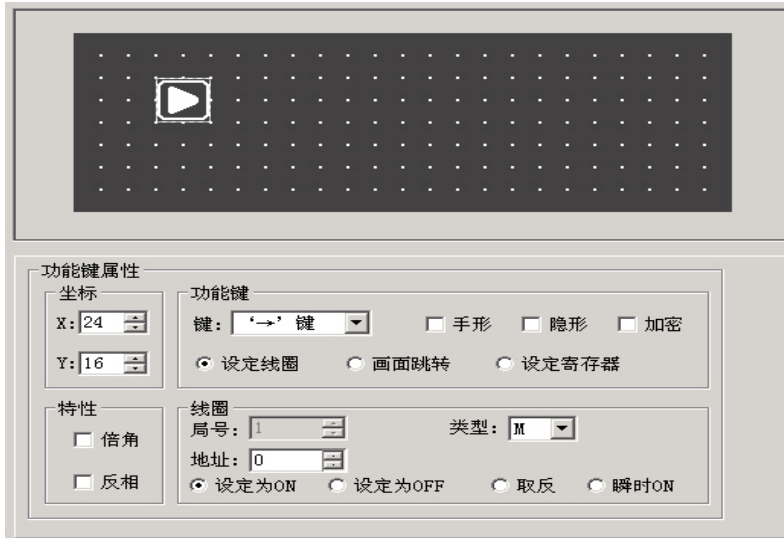 功能键属性
坐标
X: 24
Y: 16
功能键
键: ‘→’ 键
手形
隐形
加密
设定线圈
画面跳转
设定寄存器
特性
倍角
反相
线圈
局号: 1
类型: M
地址: 0
设定为ON
设定为OFF
取反
瞬时ON